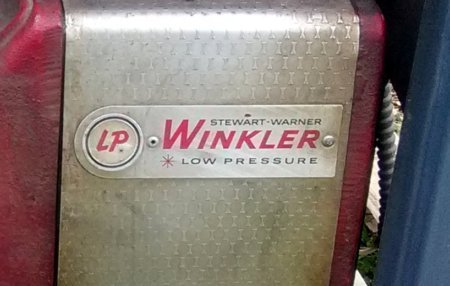 LP
STEWART-WARNER
WINKLER
* LOW PRESSURE